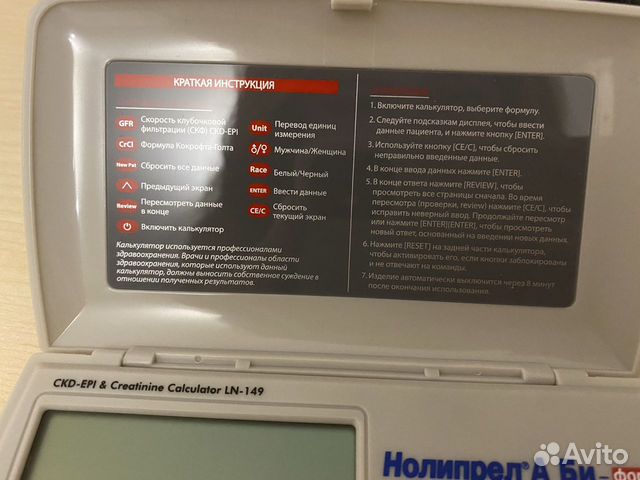 КРАТКАЯ ИНСТРУКЦИЯ
GFR Скорость клубочковой
фильтрации (СКФ) CKD-EPI
CrCl Формула Кокрофта-Голта
New Pat Сбросить все данные
Предыдущий экран
Review Пересмотреть данные
в конце
Включить калькулятор
Unit Перевод единиц
измерения
♂/♀ Мужчина/Женщина
Race Белый/Черный
ENTER Ввести данные
CE/C Сбросить
текущий экран
Калькулятор используется профессионалами
здравоохранения. Врачи и профессионалы области
здравоохранения, которые используют данный
калькулятор, должны выносить собственное суждение в
отношении полученных результатов.
1. Включите калькулятор, выберите формулу.
2. Следуйте подсказкам дисплея, чтобы ввести
данные пациента, и нажмите кнопку [ENTER].
3. Используйте кнопку [CE/C], чтобы сбросить
неправильно введенные данные.
4. В конце ввода данных нажмите [ENTER].
5. В конце ответа нажмите [REVIEW], чтобы
просмотреть все страницы сначала. Во время
пересмотра (проверки, review) нажмите [CE/C], чтобы
исправить неверный ввод. Продолжайте пересмотр
или нажмите [ENTER][ENTER], чтобы просмотреть
новый ответ, основанный на введении новых данных.
6. Нажмите [RESET] на задней части калькулятора,
чтобы активировать его, если кнопки заблокированы
и не отвечают на команды.
7. Изделие автоматически выключится через 8 минут
после окончания использования.
CKD-EPI & Creatinine Calculator LN-149
Нолипрел® А Би-фор
Avito